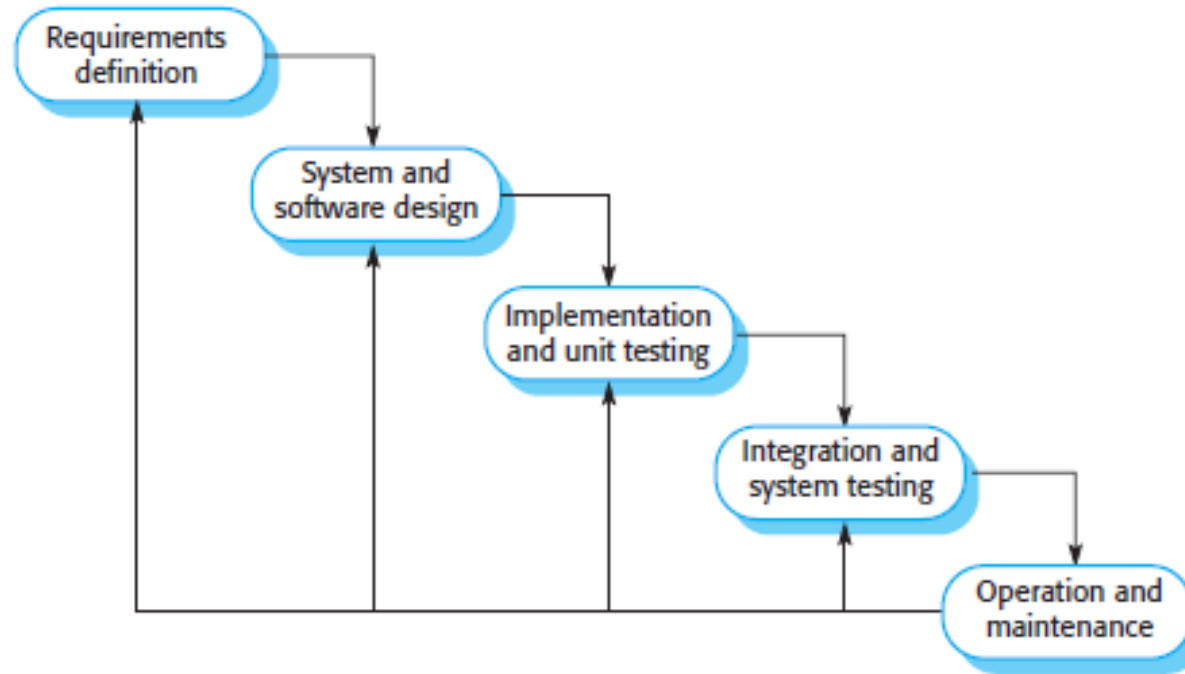 Requirements
definition
System and
software design
Implementation
and unit testing
Integration and
system testing
Operation and
maintenance